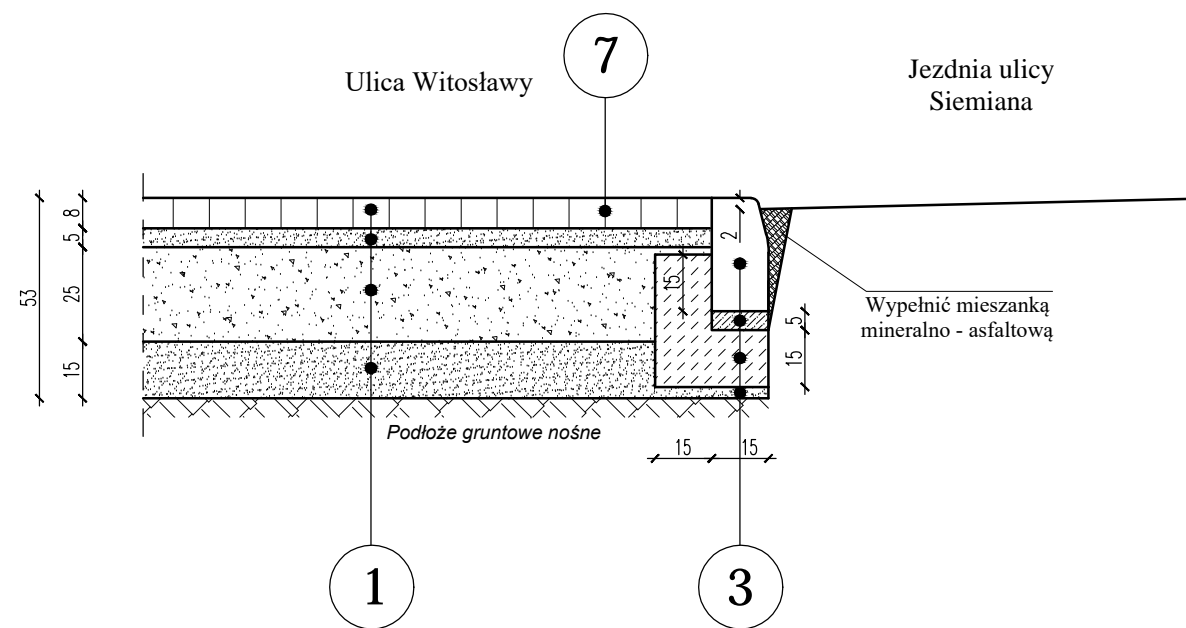 7
Ulica Witosławy
Jezdnia ulicy
Siemiana
8
5
2
53
25
15
15
5
15
Wypełnić mieszanką
mineralno - asfaltową
Podłoże gruntowe nośne
15
15
1
3